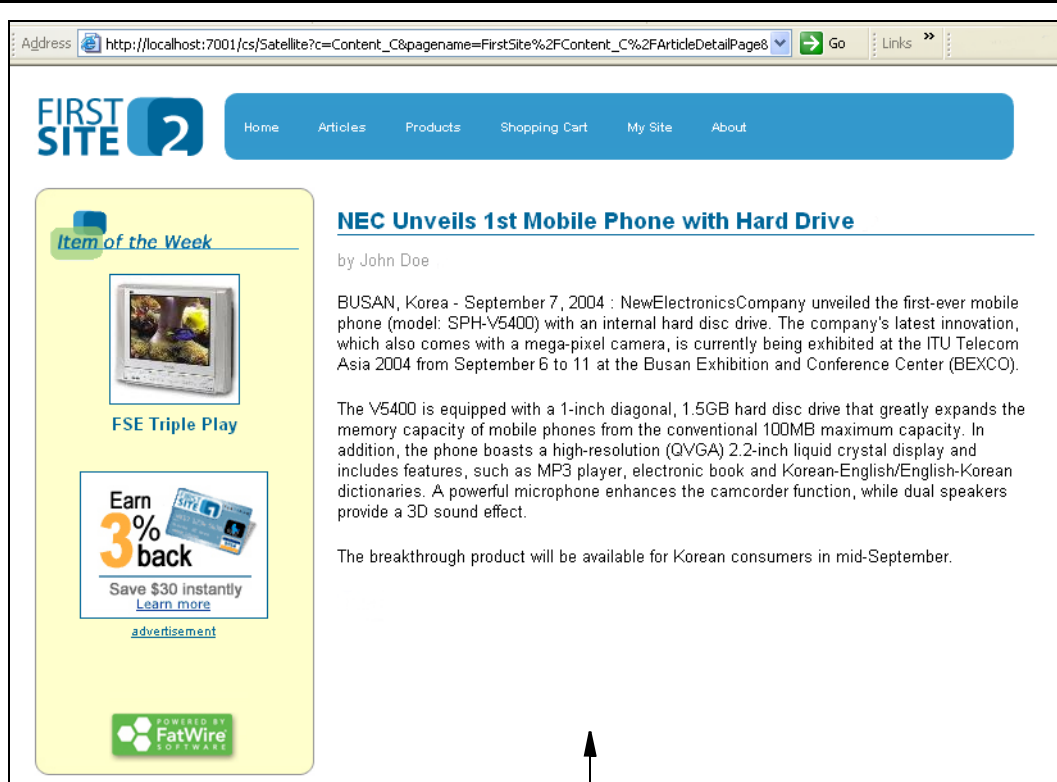 Address http://localhost:7001/cs/Satellite?c=Content_C&pagename=FirstSite%2FContent_C%2FArticleDetailPage& Go Links »
FIRST
SITE 2
Home Articles Products Shopping Cart My Site About
Item of the Week
FSE Triple Play
Earn
3%
back
Save $30 instantly
Learn more
advertisement
POWERED BY
FatWire
SOFTWARE
NEC Unveils 1st Mobile Phone with Hard Drive
by John Doe
BUSAN, Korea - September 7, 2004 : NewElectronicsCompany unveiled the first-ever mobile
phone (model: SPH-V5400) with an internal hard disc drive. The company's latest innovation,
which also comes with a mega-pixel camera, is currently being exhibited at the ITU Telecom
Asia 2004 from September 6 to 11 at the Busan Exhibition and Conference Center (BEXCO).
The V5400 is equipped with a 1-inch diagonal, 1.5GB hard disc drive that greatly expands the
memory capacity of mobile phones from the conventional 100MB maximum capacity. In
addition, the phone boasts a high-resolution (QVGA) 2.2-inch liquid crystal display and
includes features, such as MP3 player, electronic book and Korean-English/English-Korean
dictionaries. A powerful microphone enhances the camcorder function, while dual speakers
provide a 3D sound effect.
The breakthrough product will be available for Korean consumers in mid-September.